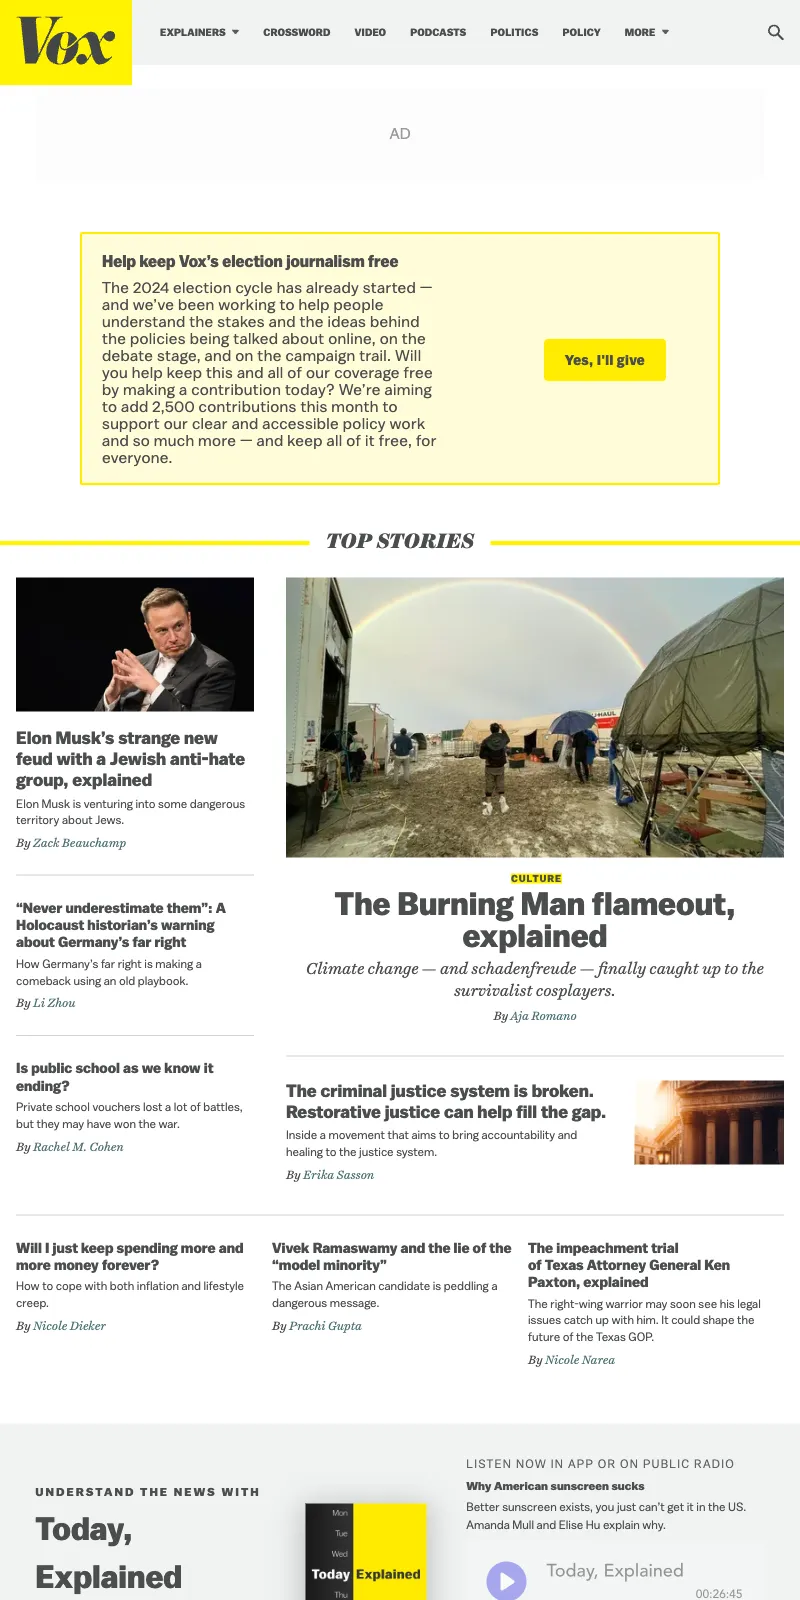 Vox
EXPLAINERS
CROSSWORD
VIDEO
PODCASTS
POLITICS
POLICY
MORE
AD
Help keep Vox’s election journalism free
The 2024 election cycle has already started —
and we’ve been working to help people
understand the stakes and the ideas behind
the policies being talked about online, on the
debate stage, and on the campaign trail. Will
you help keep this and all of our coverage free
by making a contribution today? We’re aiming
to add 2,500 contributions this month to
support our clear and accessible policy work
and so much more — and keep all of it free, for
everyone.
Yes, I'll give
TOP STORIES
Elon Musk’s strange new
feud with a Jewish anti-hate
group, explained
Elon Musk is venturing into some dangerous
territory about Jews.
By Zack Beauchamp
“Never underestimate them”: A
Holocaust historian’s warning
about Germany’s far right
How Germany’s far right is making a
comeback using an old playbook.
By Li Zhou
Is public school as we know it
ending?
Private school vouchers lost a lot of battles,
but they may have won the war.
By Rachel M. Cohen
U-HAUL
CULTURE
The Burning Man flameout,
explained
Climate change — and schadenfreude — finally caught up to the
survivalist cosplayers.
By Aja Romano
The criminal justice system is broken.
Restorative justice can help fill the gap.
Inside a movement that aims to bring accountability and
healing to the justice system.
By Erika Sasson
Will I just keep spending more and
more money forever?
How to cope with both inflation and lifestyle
creep.
By Nicole Dieker
Vivek Ramaswamy and the lie of the
“model minority”
The Asian American candidate is peddling a
dangerous message.
By Prachi Gupta
The impeachment trial
of Texas Attorney General Ken
Paxton, explained
The right-wing warrior may soon see his legal
issues catch up with him. It could shape the
future of the Texas GOP.
By Nicole Narea
UNDERSTAND THE NEWS WITH
Today,
Explained
Mon
Tue
Wed
Today Explained
Thu
LISTEN NOW IN APP OR ON PUBLIC RADIO
Why American sunscreen sucks
Better sunscreen exists, you just can’t get it in the US.
Amanda Mull and Elise Hu explain why.
Today, Explained
00:26:45